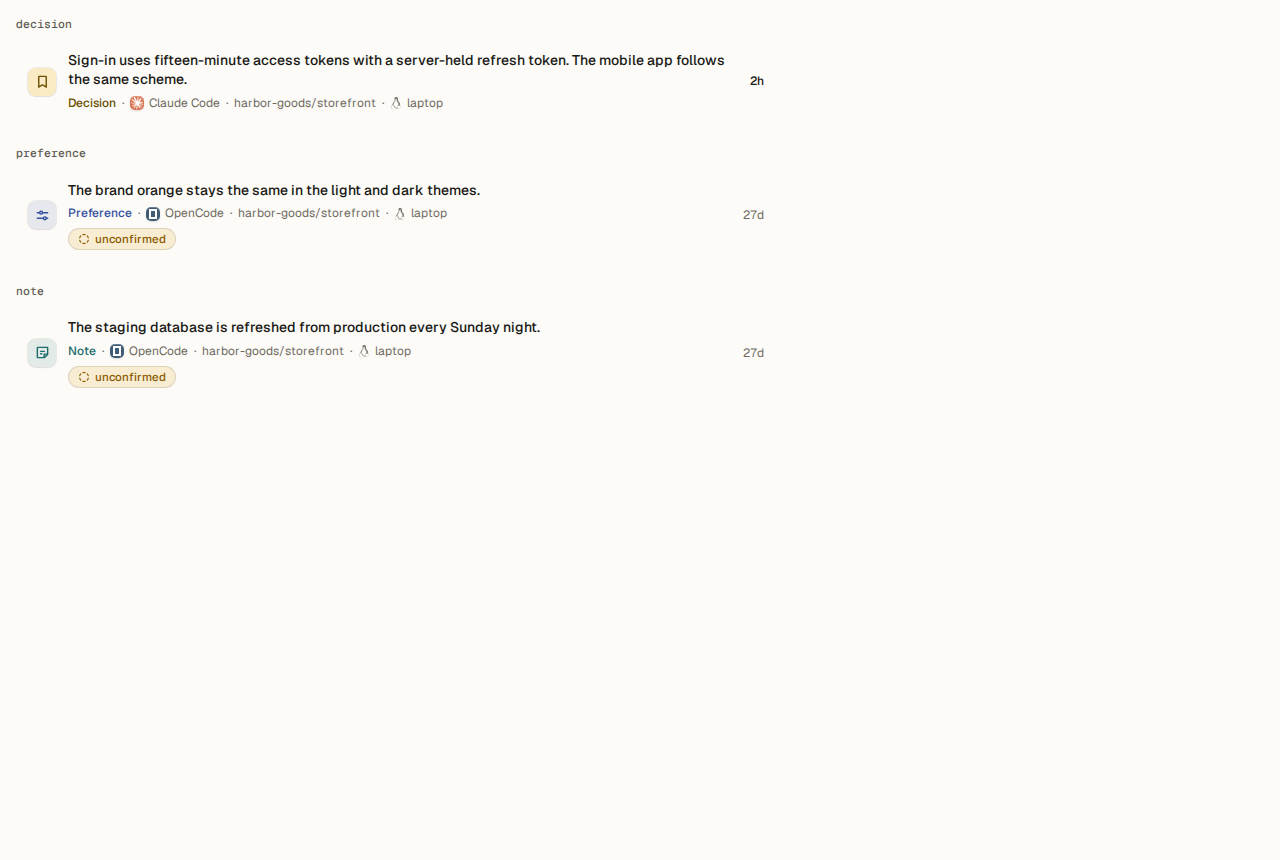 decision
Sign-in uses fifteen-minute access tokens with a server-held refresh token. The mobile app follows
the same scheme.
2h
Decision · Claude Code · harbor-goods/storefront · laptop
preference
The brand orange stays the same in the light and dark themes.
Preference · OpenCode · harbor-goods/storefront · laptop
27d
unconfirmed
note
The staging database is refreshed from production every Sunday night.
Note · OpenCode · harbor-goods/storefront · laptop
27d
unconfirmed